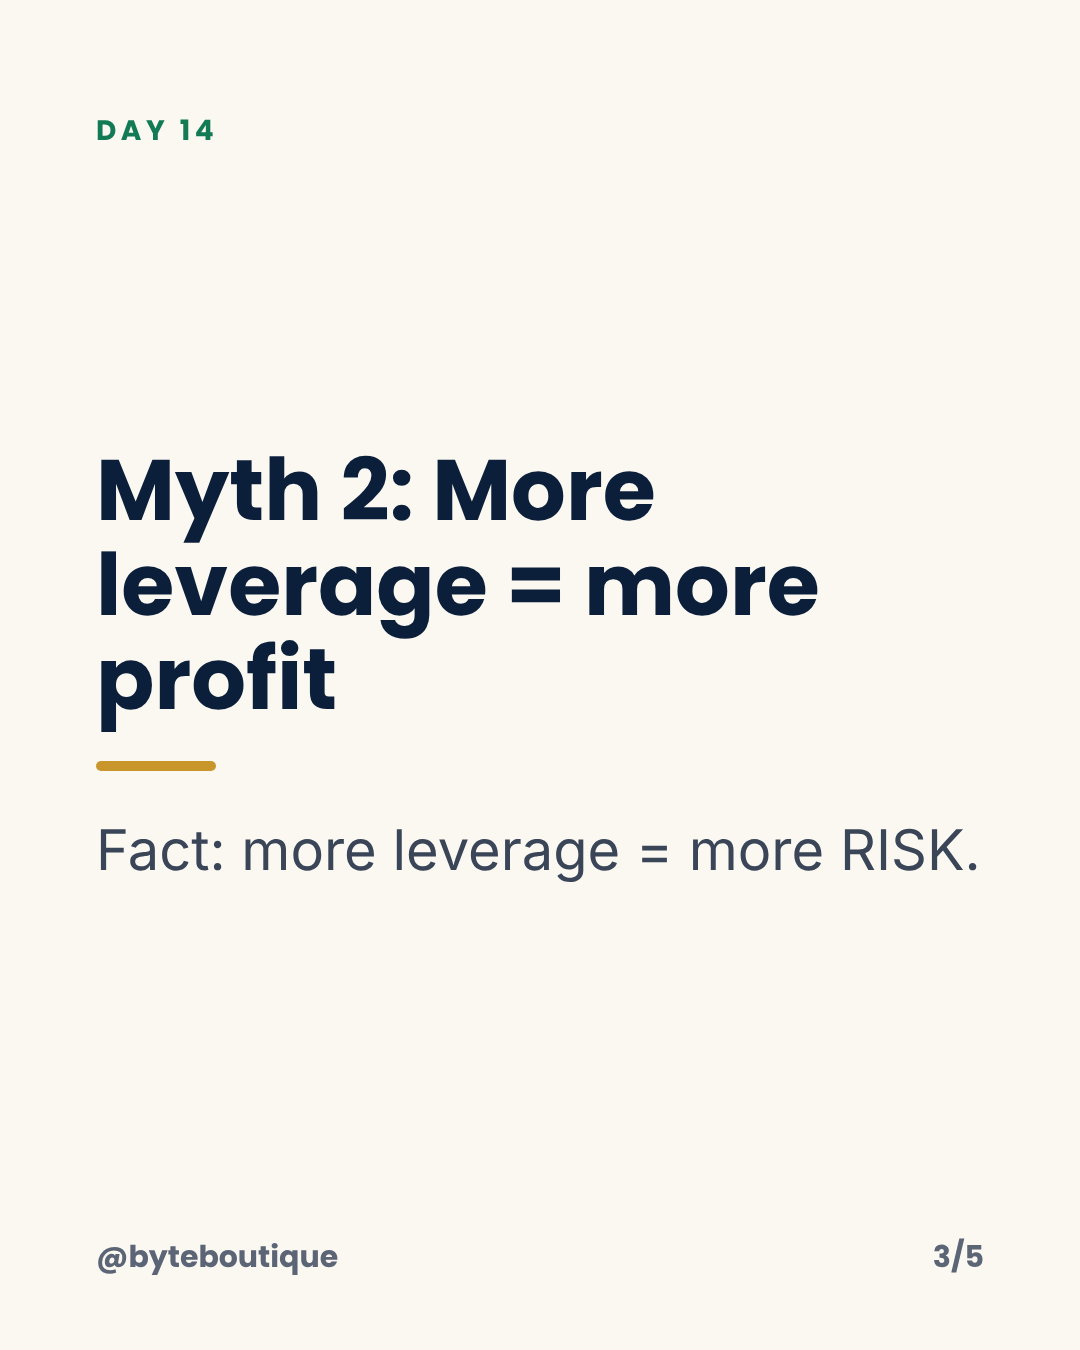 DAY 14
Myth 2: More
leverage = more
profit
Fact: more leverage = more RISK.
@byteboutique
3/5